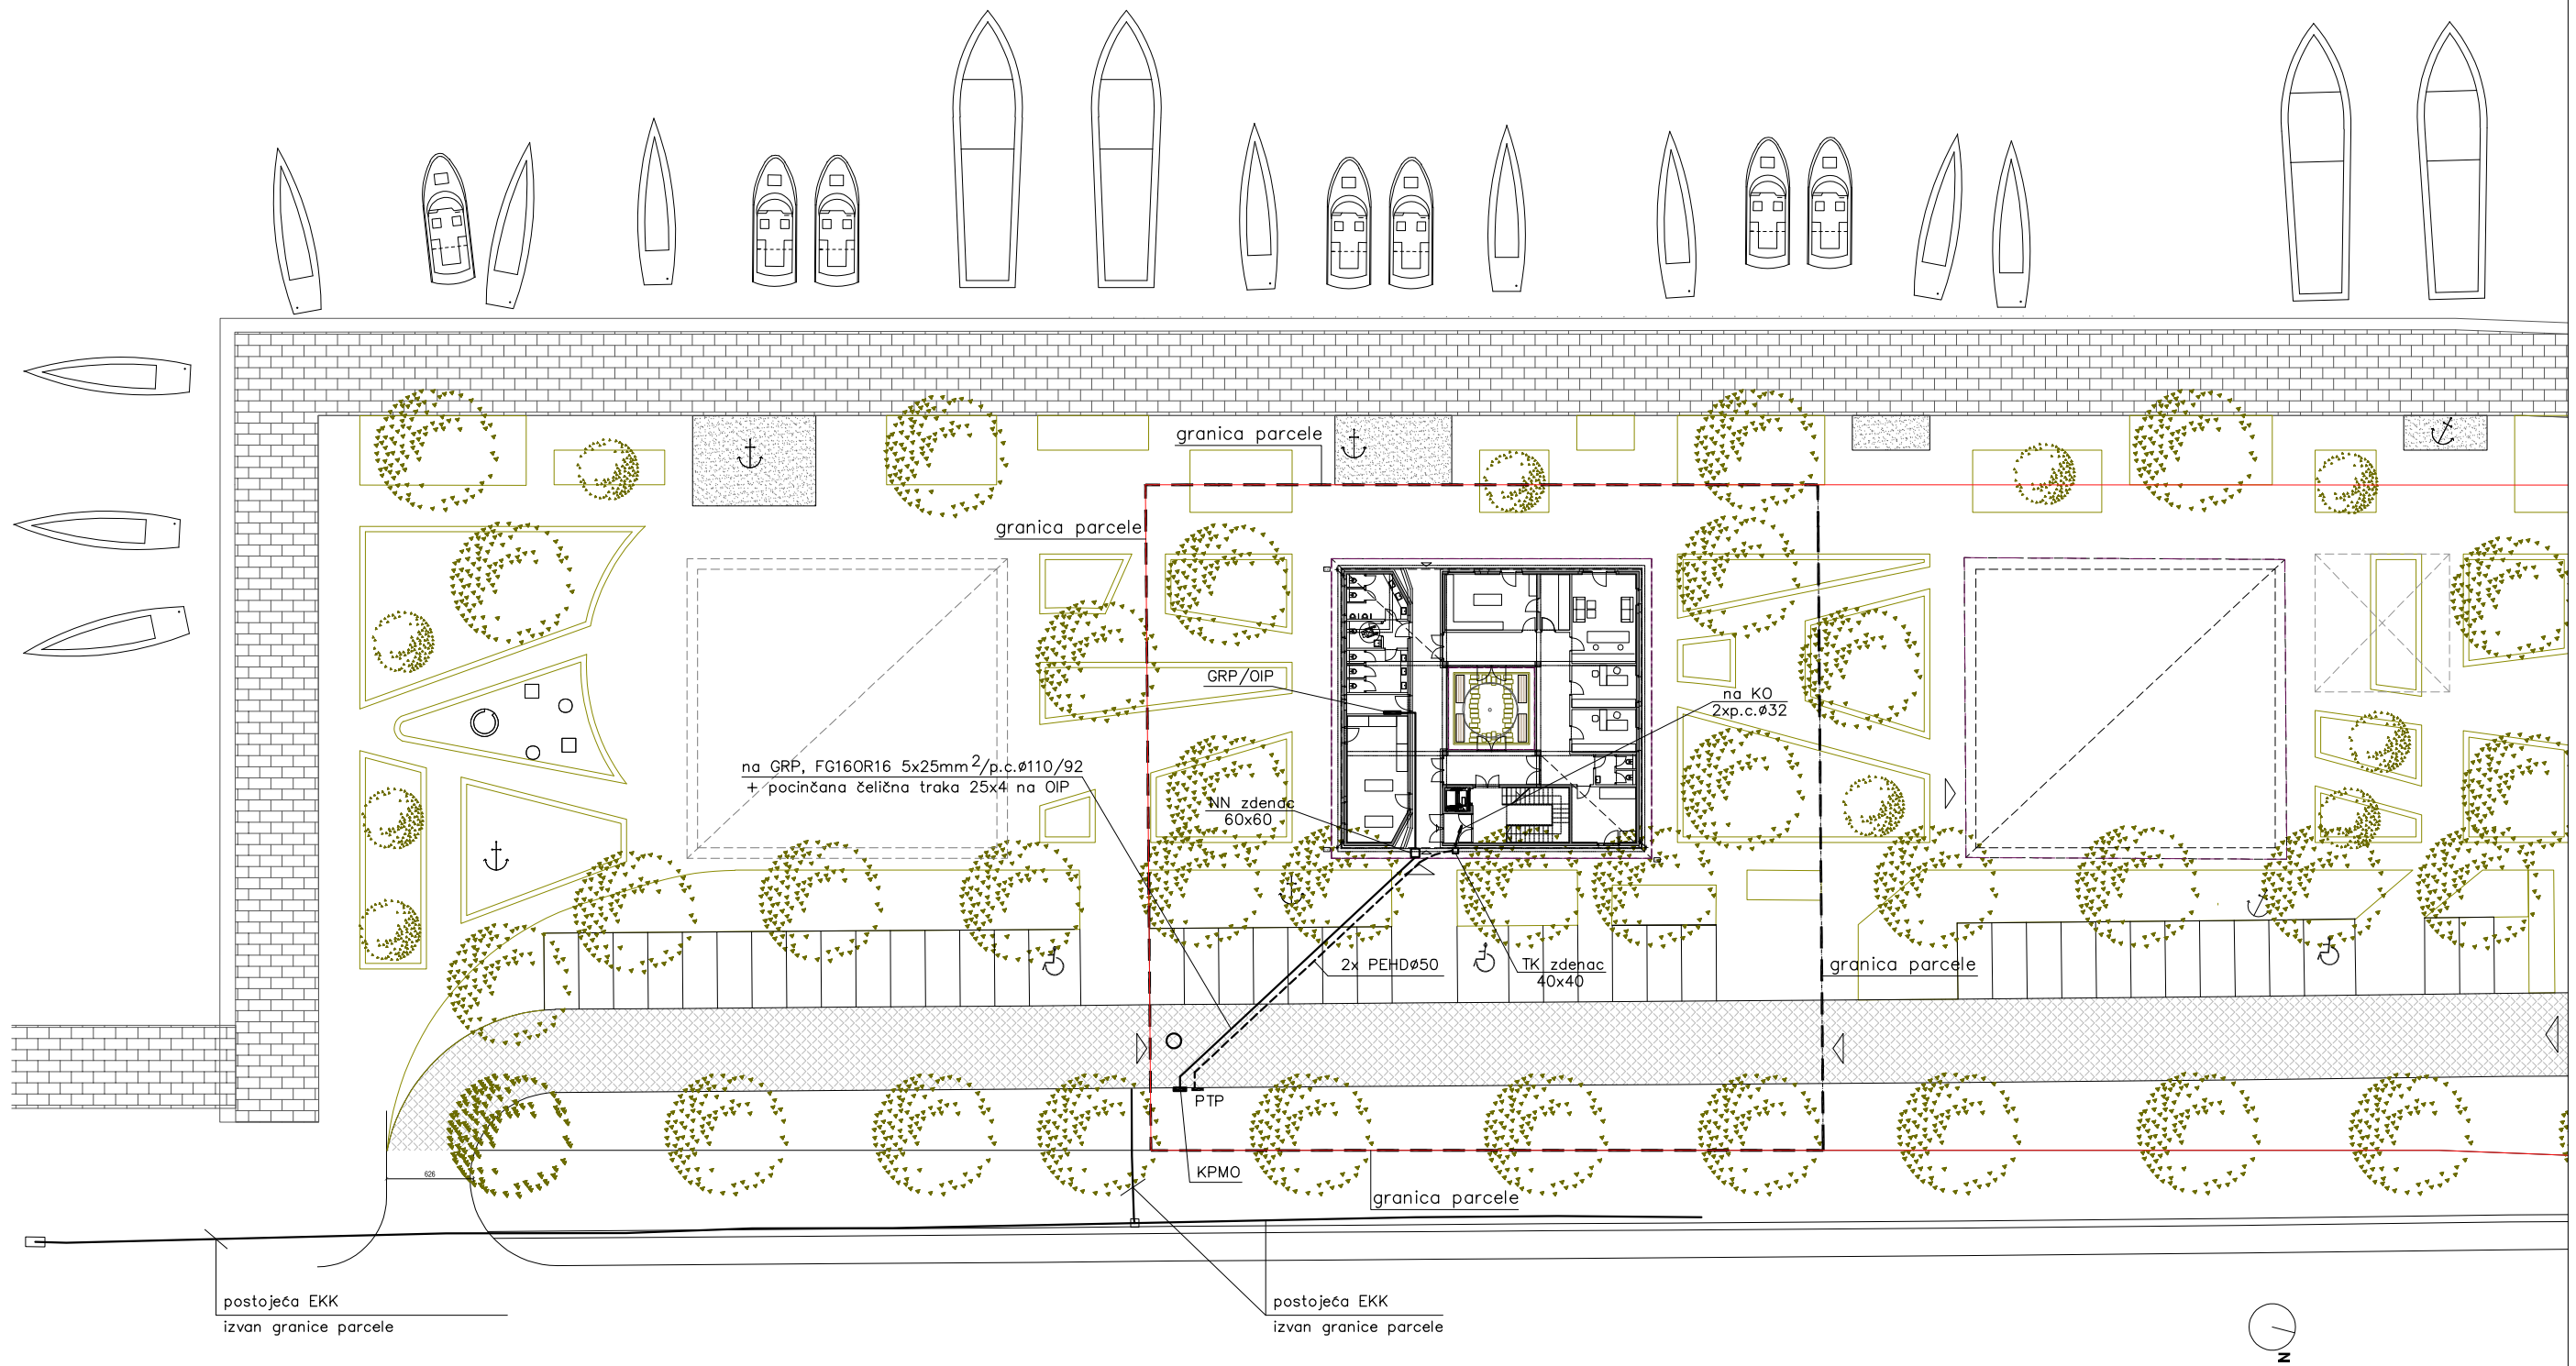 granica parcele
granica parcele
GRP/OIP
na KO
2xp.c.ø32
na GRP, FG16OR16 5x25mm2/p.c.ø110/92
+ pocinčana čelična traka 25x4 na OIP
NN zdenac
60x60
2x PEHDø50
TK zdenac
40x40
granica parcele
PTP
KPMO
626
granica parcele
postojeća EKK
izvan granice parcele
postojeća EKK
izvan granice parcele
N